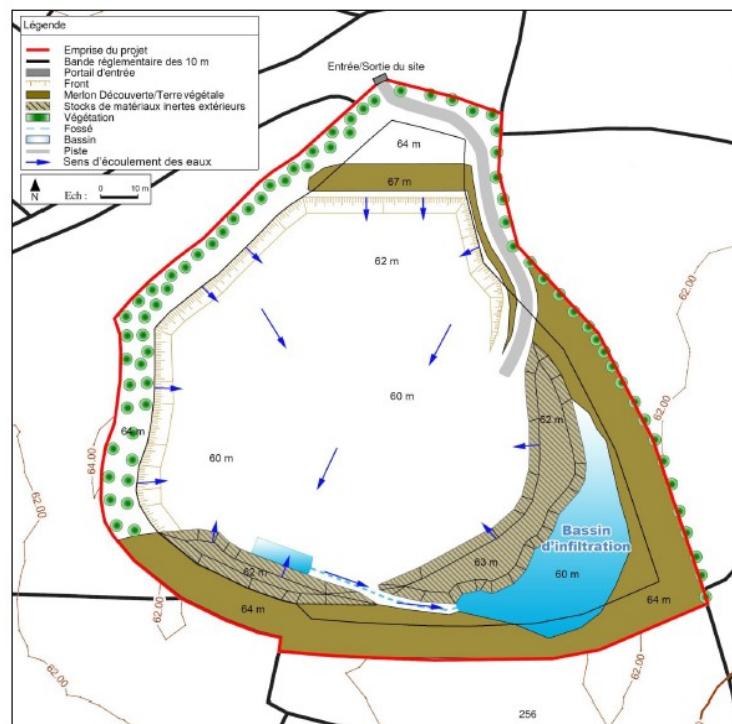 Légende
Emprise du projet
Bande réglementaire des 10 m
Portail d'entrée
Front
Merlon Découverte/Terre végétale
Stocks de matériaux inertes extérieurs
Végétation
Fossé
Bassin
Piste
Sens d'écoulement des eaux
N
Ech :
0
10 m
Entrée/Sortie du site
64 m
67 m
62 m
62.00
62.00
60 m
62 m
64 m
64.00
60 m
Bassin
d'infiltration
60 m
63 m
62 m
64 m
64 m
62.00
62.00
62.00
256